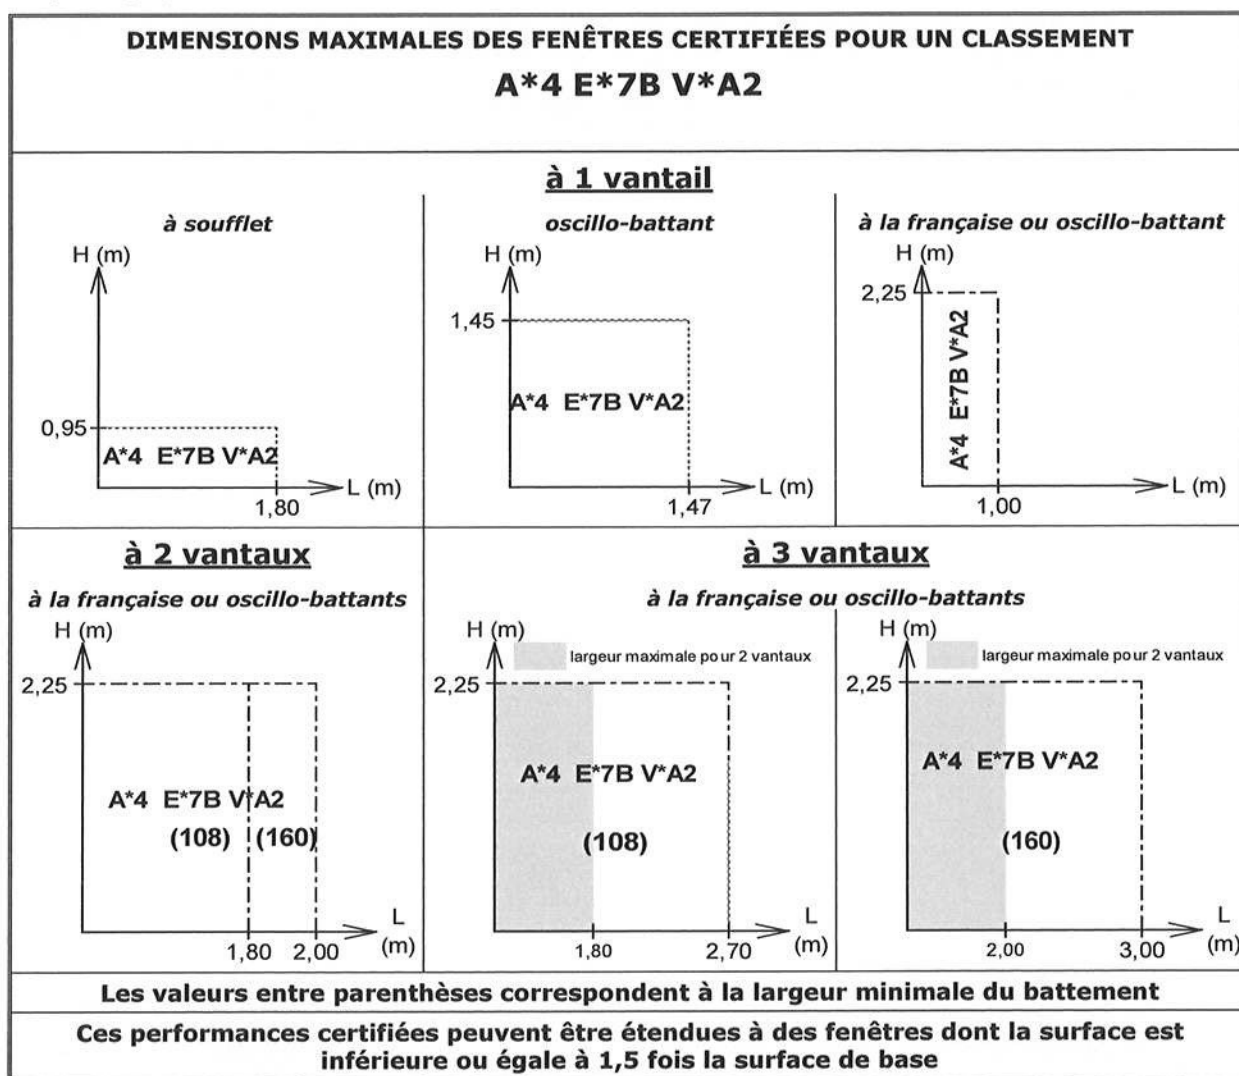 DIMENSIONS MAXIMALES DES FENÊTRES CERTIFIÉES POUR UN CLASSEMENT
A*4 E*7B V*A2
à 1 vantail
à soufflet
H (m)
0,95
A*4 E*7B V*A2
1,80
L (m)
oscillo-battant
H (m)
1,45
A*4 E*7B V*A2
1,47
L (m)
à la française ou oscillo-battant
H (m)
2,25
A*4 E*7B V*A2
1,00
L (m)
à 2 vantaux
à la française ou oscillo-battants
H (m)
2,25
A*4 E*7B V*A2
(108) (160)
1,80 2,00
L
(m)
à 3 vantaux
à la française ou oscillo-battants
H (m)
largeur maximale pour 2 vantaux
2,25
A*4 E*7B V*A2
(108)
1,80 2,70
L
(m)
H (m)
largeur maximale pour 2 vantaux
2,25
A*4 E*7B V*A2
(160)
2,00 3,00
L
(m)
Les valeurs entre parenthèses correspondent à la largeur minimale du battement
Ces performances certifiées peuvent être étendues à des fenêtres dont la surface est
inférieure ou égale à 1,5 fois la surface de base